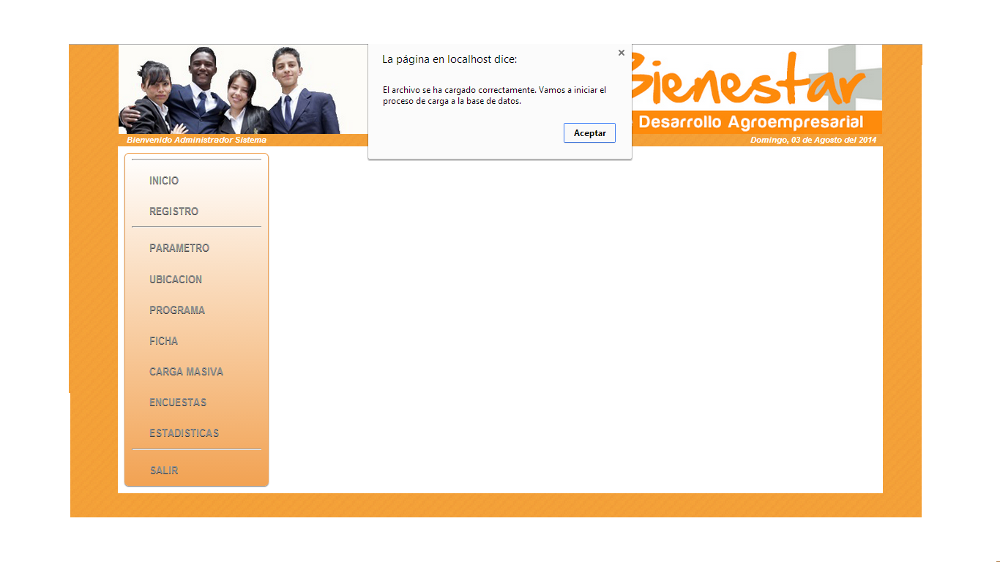 La página en localhost dice:
El archivo se ha cargado correctamente. Vamos a iniciar el
proceso de carga a la base de datos.
Aceptar
Bienestar
Desarrollo Agroempresarial
Bienvenido Administrador Sistema
Domingo, 03 de Agosto del 2014
INICIO
REGISTRO
PARAMETRO
UBICACION
PROGRAMA
FICHA
CARGA MASIVA
ENCUESTAS
ESTADISTICAS
SALIR